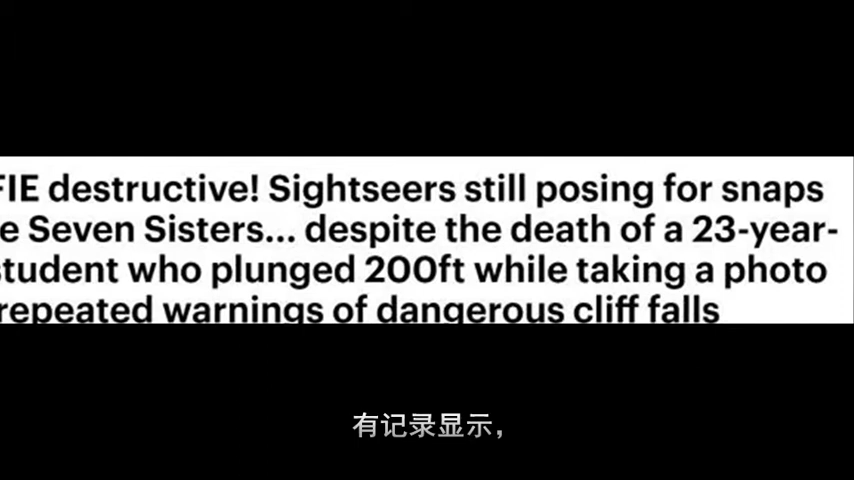 FIE destructive! Sightseers still posing for snaps
e Seven Sisters... despite the death of a 23-year-
student who plunged 200ft while taking a photo
repeated warnings of dangerous cliff falls
有记录显示，